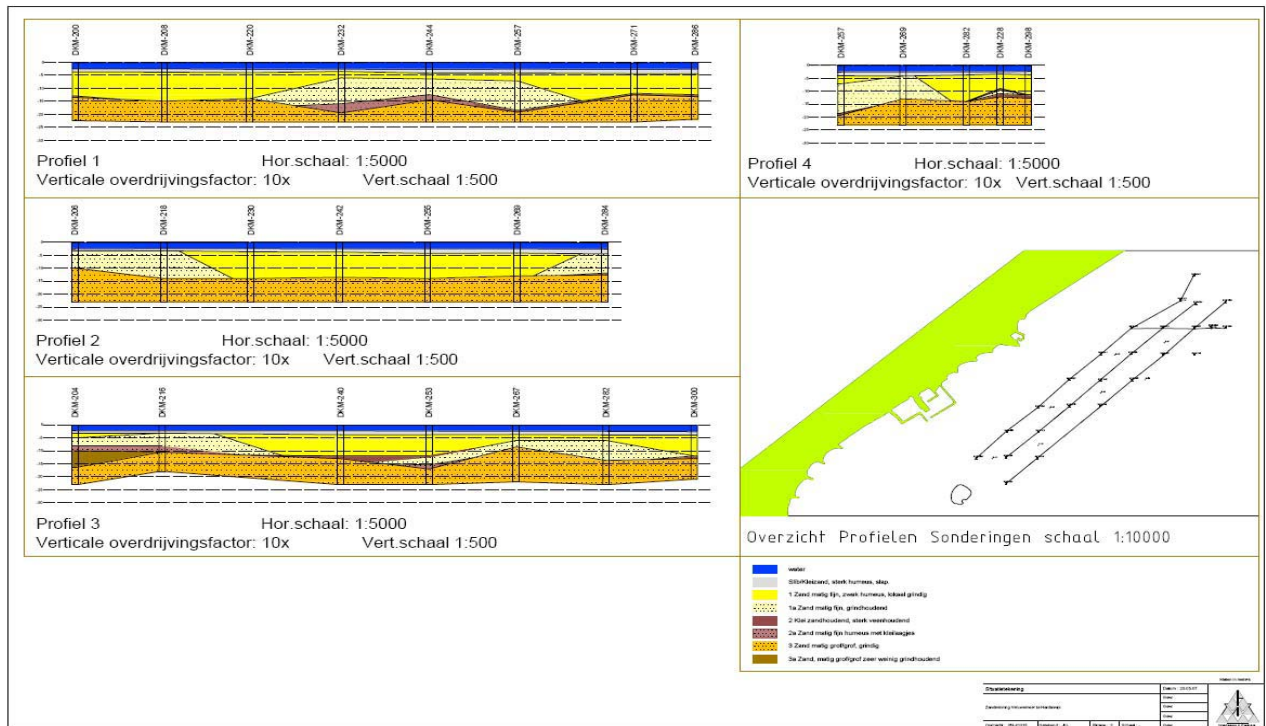 DKM-200
DKM-208
DKM-220
DKM-232
DKM-244
DKM-257
DKM-271
DKM-286
Profiel 1 Hor.schaal: 1:5000
Verticale overdrijvingsfactor: 10x Vert.schaal 1:500
DKM-257
DKM-269
DKM-282
DKM-228
DKM-298
Profiel 4 Hor.schaal: 1:5000
Verticale overdrijvingsfactor: 10x Vert.schaal 1:500
DKM-206
DKM-218
DKM-230
DKM-242
DKM-255
DKM-269
DKM-284
Profiel 2 Hor.schaal: 1:5000
Verticale overdrijvingsfactor: 10x Vert.schaal 1:500
DKM-204
DKM-216
DKM-240
DKM-253
DKM-267
DKM-282
DKM-300
Profiel 3 Hor.schaal: 1:5000
Verticale overdrijvingsfactor: 10x Vert.schaal 1:500
Overzicht Profielen Sonderingen schaal 1:10000
water
Slib/Kleizand, sterk humeus, slap.
1 Zand matig fijn, zwak humeus, lokaal grindig
1a Zand matig fijn, grindhoudend
2 Klei zandhoudend, sterk veenhoudend
2a Zand matig fijn humeus met kleilaagjes
3 Zand matig grof/grof, grindig
3a Zand, matig grof/grof zeer weinig grindhoudend
Situatietekening